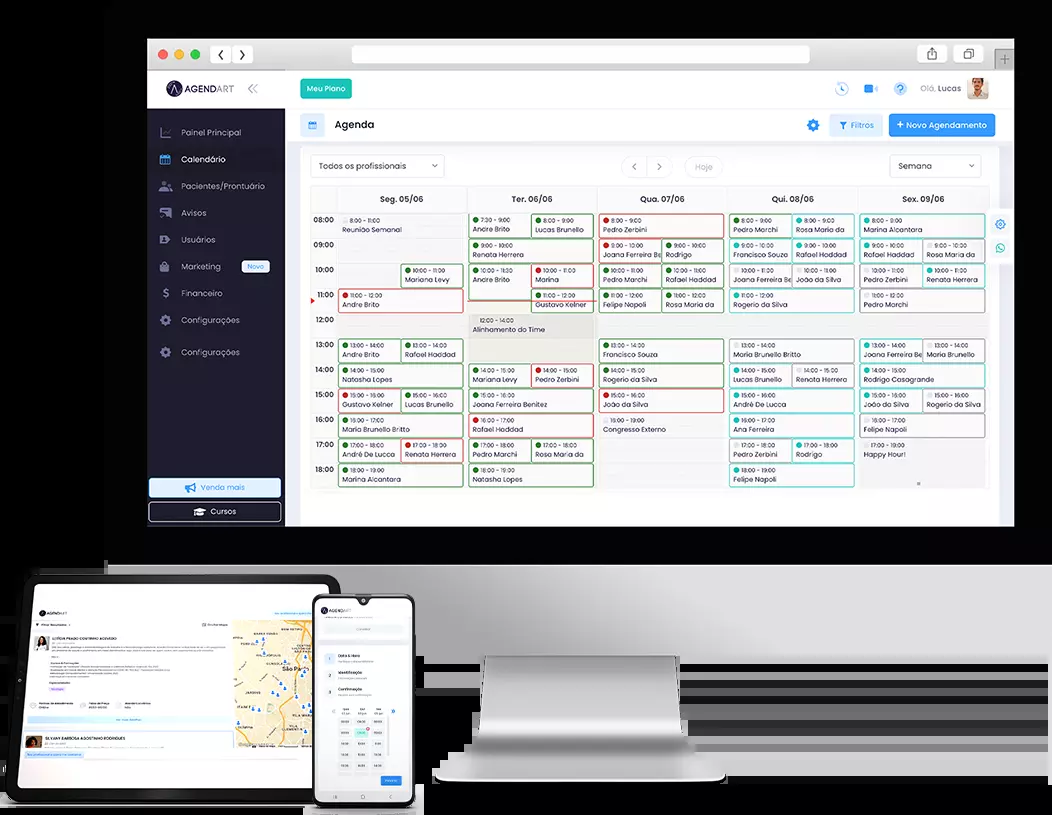 AGENDART
Meu Plano
Olá, Lucas
Painel Principal
Calendário
Pacientes/Prontuário
Avisos
Usuários
Marketing Novo
Financeiro
Configurações
Configurações
Venda mais
Cursos
Agenda
Filtros
+ Novo Agendamento
Todos os profissionais
Hoje
Semana
Seg. 05/06 Ter. 06/06 Qua. 07/06 Qui. 08/06 Sex. 09/06
08:00
09:00
10:00
11:00
12:00
13:00
14:00
15:00
16:00
17:00
18:00
8:00 - 11:00
Reunião Semanal
10:00 - 11:00
Mariana Levy
11:00 - 12:00
Andre Brito
13:00 - 14:00
Andre Brito
13:00 - 14:00
Rafael Haddad
14:00 - 15:00
Natasha Lopes
15:00 - 16:00
Gustavo Kelner
15:00 - 16:00
Lucas Brunello
16:00 - 17:00
Maria Brunello Britto
17:00 - 18:00
André De Lucca
17:00 - 18:00
Renata Herrera
18:00 - 19:00
Marina Alcantara
7:30 - 9:00
Andre Brito
8:00 - 9:00
Lucas Brunello
9:00 - 10:00
Renata Herrera
10:00 - 11:30
Andre Brito
10:00 - 11:00
Marina
11:00 - 12:00
Gustavo Kelner
12:00 - 14:00
Alinhamento do Time
14:00 - 15:00
Mariana Levy
14:00 - 15:00
Pedro Zerbini
15:00 - 16:00
Joana Ferreira Benitez
16:00 - 17:00
Rafael Haddad
17:00 - 18:00
Pedro Marchi
17:00 - 18:00
Rosa Maria da
18:00 - 19:00
Natasha Lopes
8:00 - 9:00
Pedro Zerbini
9:00 - 10:00
Joana Ferreira Be
9:00 - 10:00
Rodrigo
10:00 - 11:00
Pedro Marchi
10:00 - 11:00
Rafael Haddad
11:00 - 12:00
Felipe Napoli
11:00 - 12:00
Rosa Maria da
13:00 - 14:00
Francisco Souza
14:00 - 15:00
Rogerio da Silva
15:00 - 16:00
João da Silva
16:00 - 19:00
Congresso Externo
8:00 - 9:00
Pedro Marchi
8:00 - 9:00
Rosa Maria da
9:00 - 10:00
Francisco Souza
9:00 - 10:00
Rafael Haddad
10:00 - 11:00
Joana Ferreira Be
10:00 - 11:00
João da Silva
11:00 - 12:00
Rogerio da Silva
13:00 - 14:00
Maria Brunello Britto
14:00 - 15:00
Lucas Brunello
14:00 - 15:00
Renata Herrera
15:00 - 16:00
André De Lucca
16:00 - 17:00
Ana Ferreira
17:00 - 18:00
Pedro Zerbini
17:00 - 18:00
Rodrigo
18:00 - 19:00
Felipe Napoli
8:00 - 9:00
Marina Alcantara
9:00 - 10:00
Rafael Haddad
9:00 - 10:00
Rosa Maria da
10:00 - 11:00
Pedro Zerbini
10:00 - 11:00
Renata Herrera
11:00 - 12:00
Pedro Marchi
13:00 - 14:00
Joana Ferreira Be
13:00 - 14:00
Maria Brunello
14:00 - 15:00
Rodrigo Casagrande
15:00 - 16:00
João da Silva
15:00 - 16:00
Rogerio da Silva
16:00 - 17:00
Felipe Napoli
17:00 - 19:00
Happy Hour!
AGENDART
LETÍCIA PRADO COUTINHO AZEVEDO
São Paulo
SILVANY BARBOSA AGOSTINHO RODRIGUES
AGENDART
1 Data & Hora
2 Identificação
3 Confirmação